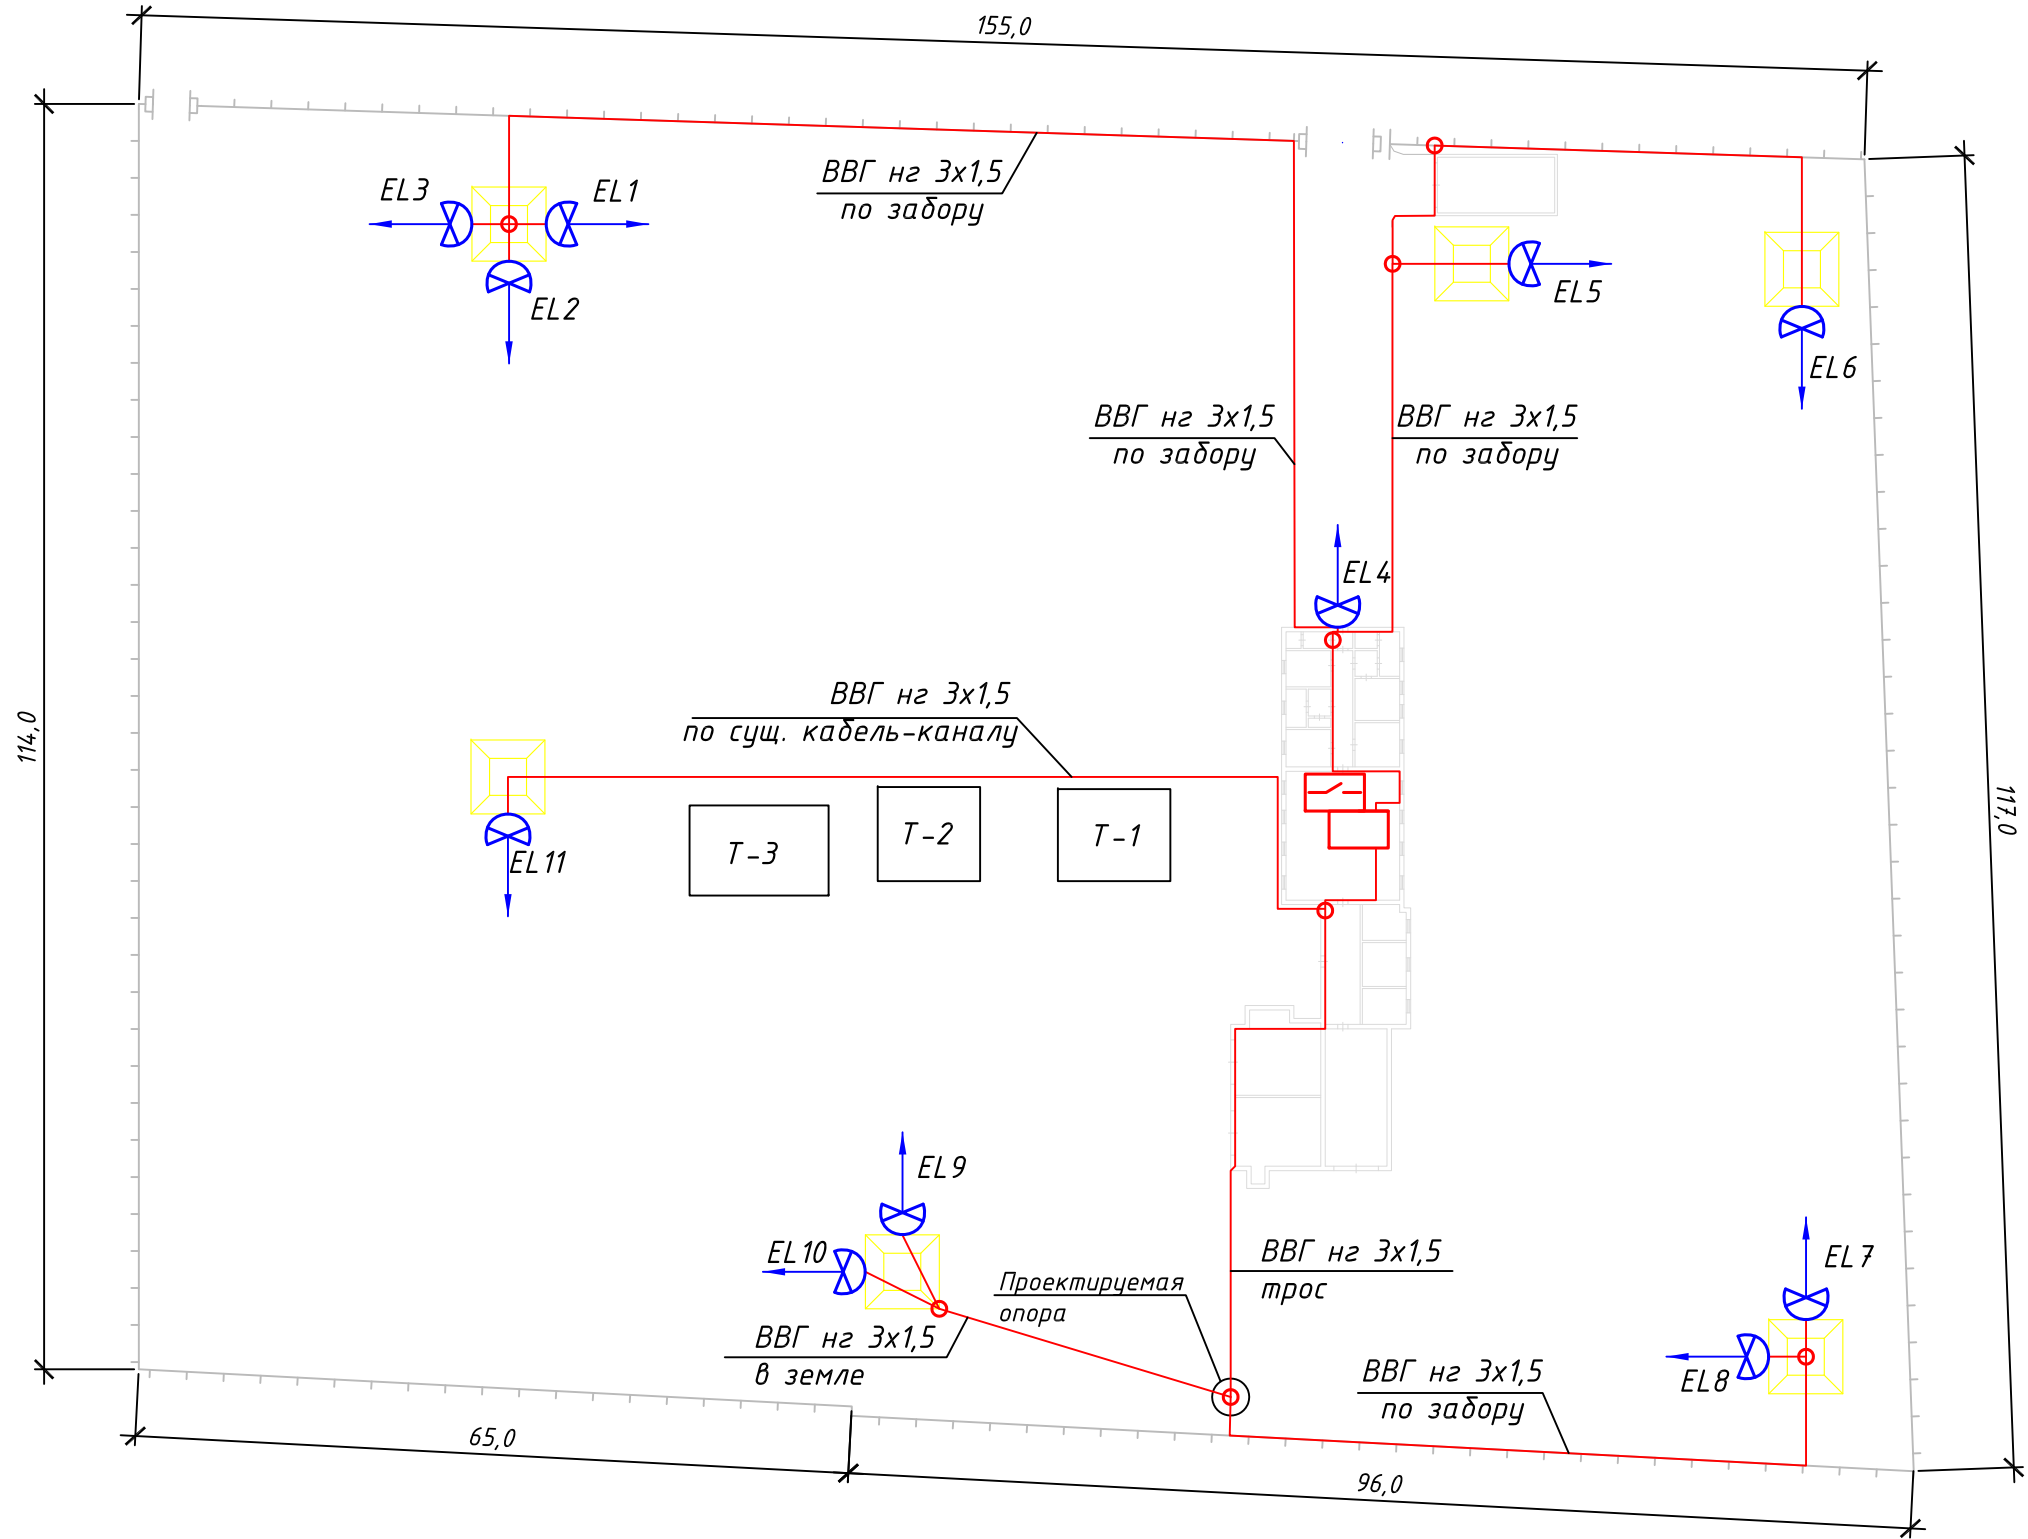 155,0
EL3
EL1
ВВГ нг 3х1,5
по забору
EL2
EL5
EL6
ВВГ нг 3х1,5
по забору
ВВГ нг 3х1,5
по забору
EL4
ВВГ нг 3х1,5
по сущ. кабель-каналу
114,0
117,0
Т-3
Т-2
Т-1
EL11
EL9
EL10
ВВГ нг 3х1,5
трос
EL7
Проектируемая
опора
ВВГ нг 3х1,5
в земле
ВВГ нг 3х1,5
по забору
EL8
65,0
96,0